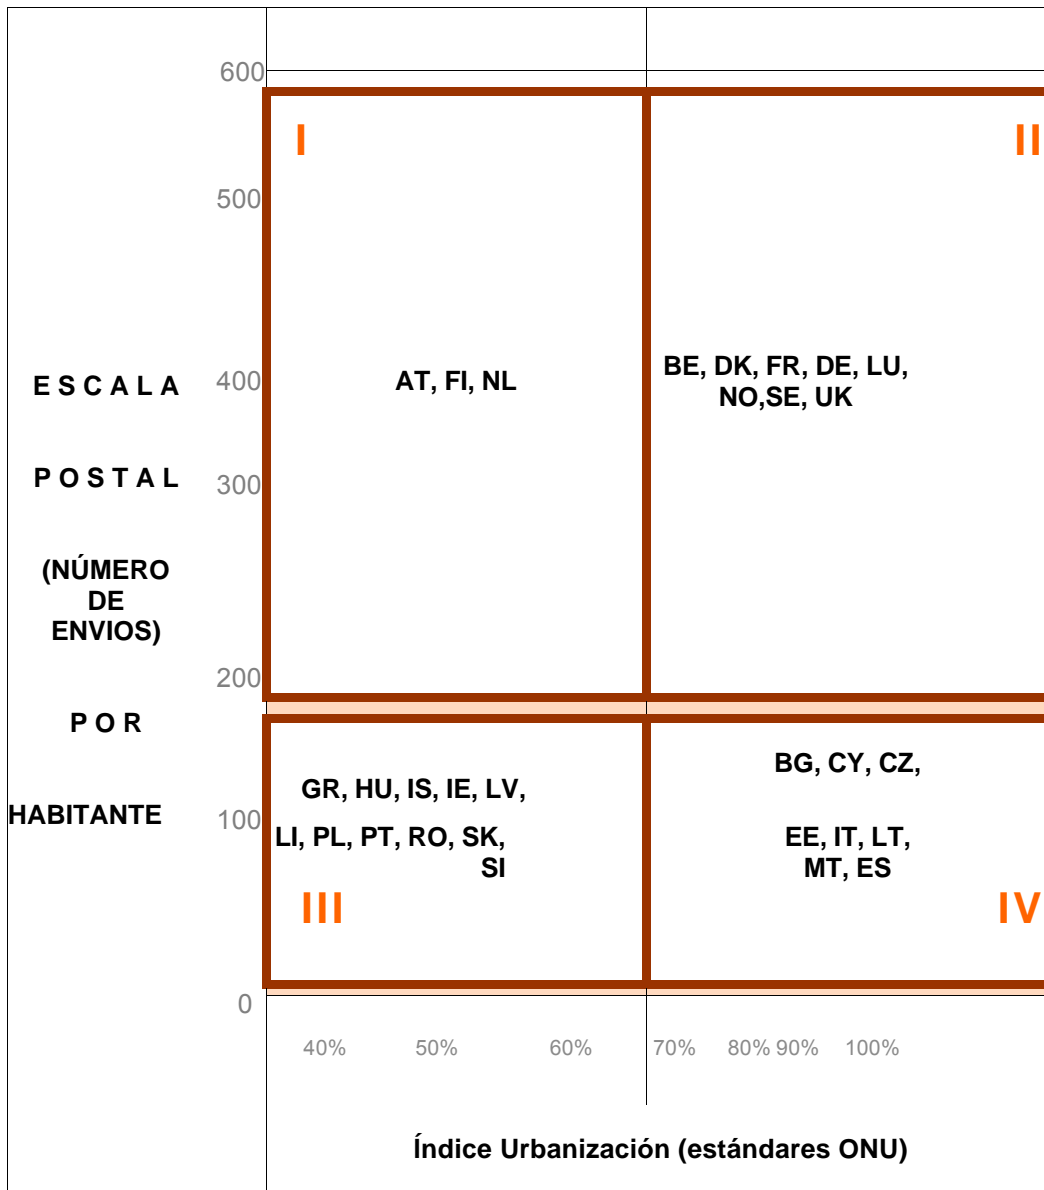 600
I
II
500
E S C A L A
400
AT, FI, NL
BE, DK, FR, DE, LU,
NO,SE, UK
P O S T A L
300
(NÚMERO
DE
ENVIOS)
200
P O R
HABITANTE
100
GR, HU, IS, IE, LV,
LI, PL, PT, RO, SK,
SI
III
BG, CY, CZ,
EE, IT, LT,
MT, ES
IV
0
40% 50% 60% 70% 80% 90% 100%
Índice Urbanización (estándares ONU)